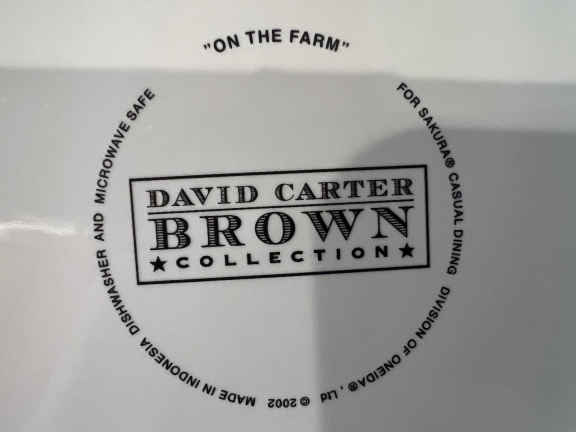 "ON THE FARM"
FOR SAKURA® CASUAL DINING DIVISION OF ONEIDA®, Ltd
© 2002 MADE IN INDONESIA DISHWASHER AND MICROWAVE SAFE
DAVID CARTER
BROWN
★COLLECTION★